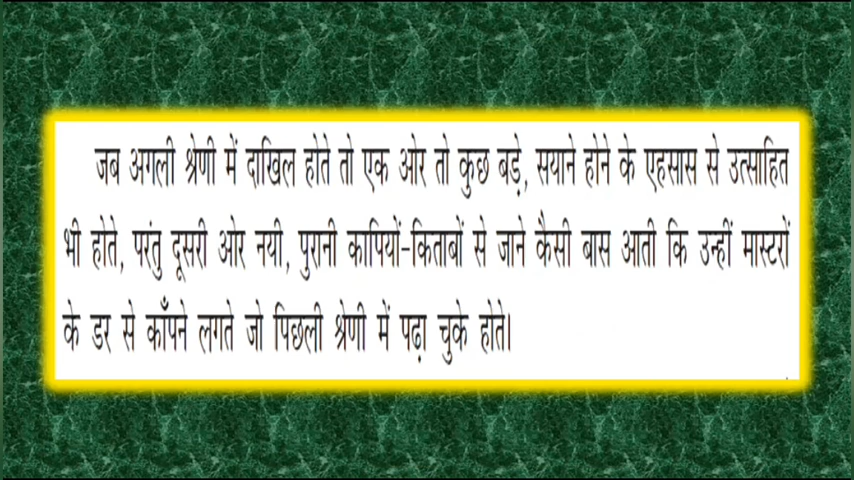 जब अगली श्रेणी में दाखिल होते तो एक ओर तो कुछ बड़े, सयाने होने के एहसास से उत्साहित
भी होते, परंतु दूसरी ओर नयी, पुरानी कापियों-किताबों से जाने कैसी बास आती कि उन्हीं मास्टरों
के डर से काँपने लगते जो पिछली श्रेणी में पढ़ा चुके होते।